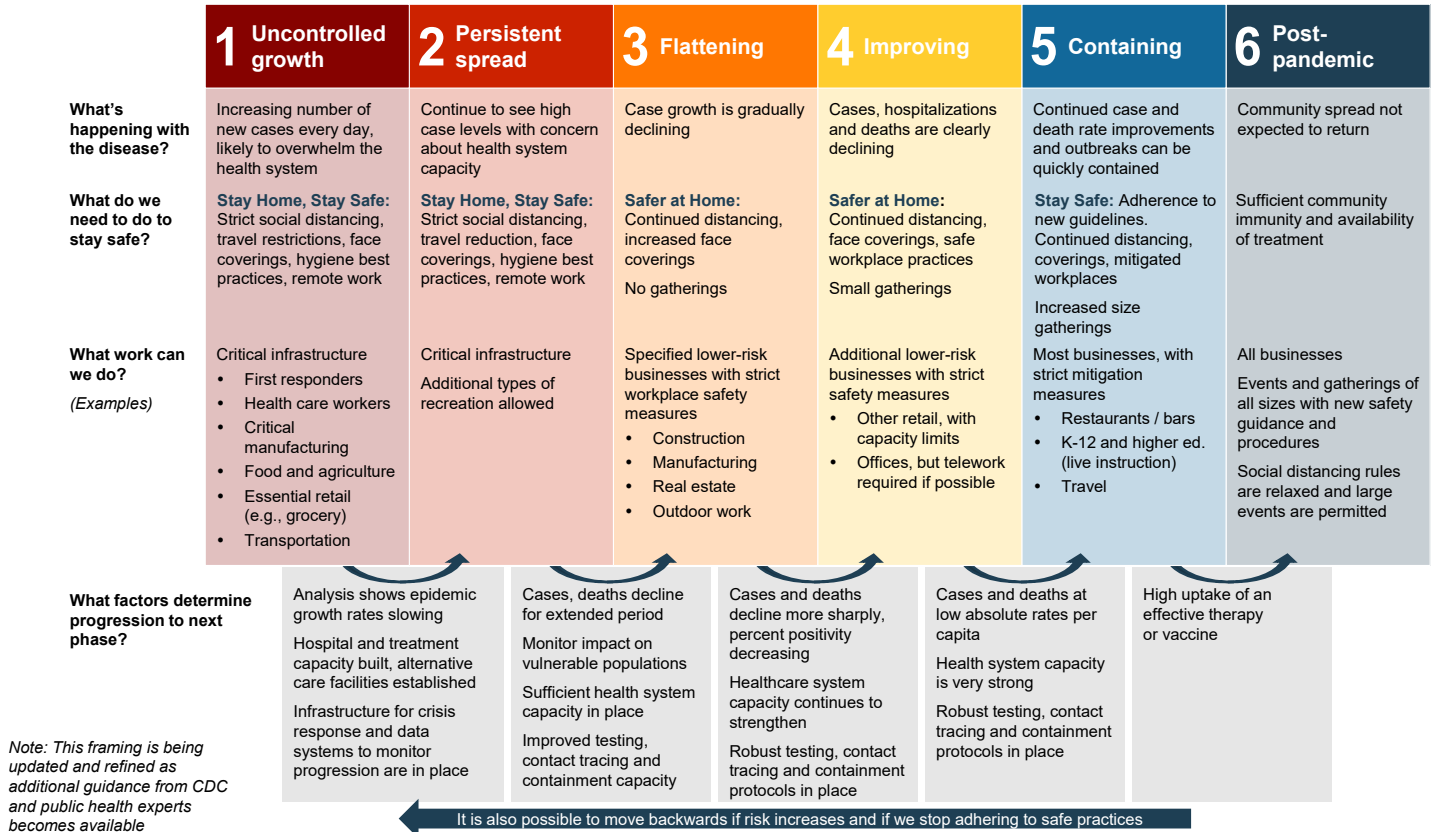 1 Uncontrolled
growth
2 Persistent
spread
3 Flattening
4 Improving
5 Containing
6 Post-
pandemic
What's
happening with
the disease?
Increasing number of
new cases every day,
likely to overwhelm the
health system
Continue to see high
case levels with concern
about health system
capacity
Case growth is gradually
declining
Cases, hospitalizations
and deaths are clearly
declining
Continued case and
death rate improvements
and outbreaks can be
quickly contained
Community spread not
expected to return
What do we
need to do to
stay safe?
Stay Home, Stay Safe:
Strict social distancing,
travel restrictions, face
coverings, hygiene best
practices, remote work
Stay Home, Stay Safe:
Strict social distancing,
travel reduction, face
coverings, hygiene best
practices, remote work
Safer at Home:
Continued distancing,
increased face
coverings
No gatherings
Safer at Home:
Continued distancing,
face coverings, safe
workplace practices
Small gatherings
Stay Safe: Adherence to
new guidelines.
Continued distancing,
coverings, mitigated
workplaces
Increased size
gatherings
Sufficient community
immunity and availability
of treatment
What work can
we do?
(Examples)
Critical infrastructure
• First responders
• Health care workers
• Critical
manufacturing
• Food and agriculture
• Essential retail
(e.g., grocery)
• Transportation
Critical infrastructure
Additional types of
recreation allowed
Specified lower-risk
businesses with strict
workplace safety
measures
• Construction
• Manufacturing
• Real estate
• Outdoor work
Additional lower-risk
businesses with strict
safety measures
• Other retail, with
capacity limits
• Offices, but telework
required if possible
Most businesses, with
strict mitigation
measures
• Restaurants / bars
• K-12 and higher ed.
(live instruction)
• Travel
All businesses
Events and gatherings of
all sizes with new safety
guidance and
procedures
Social distancing rules
are relaxed and large
events are permitted
What factors determine
progression to next
phase?
Analysis shows epidemic
growth rates slowing
Hospital and treatment
capacity built, alternative
care facilities established
Infrastructure for crisis
response and data
systems to monitor
progression are in place
Cases, deaths decline
for extended period
Monitor impact on
vulnerable populations
Sufficient health system
capacity in place
Improved testing,
contact tracing and
containment capacity
Cases and deaths
decline more sharply,
percent positivity
decreasing
Healthcare system
capacity continues to
strengthen
Robust testing, contact
tracing and containment
protocols in place
Cases and deaths at
low absolute rates per
capita
Health system capacity
is very strong
Robust testing, contact
tracing and containment
protocols in place
High uptake of an
effective therapy
or vaccine
Note: This framing is being
updated and refined as
additional guidance from CDC
and public health experts
becomes available
It is also possible to move backwards if risk increases and if we stop adhering to safe practices